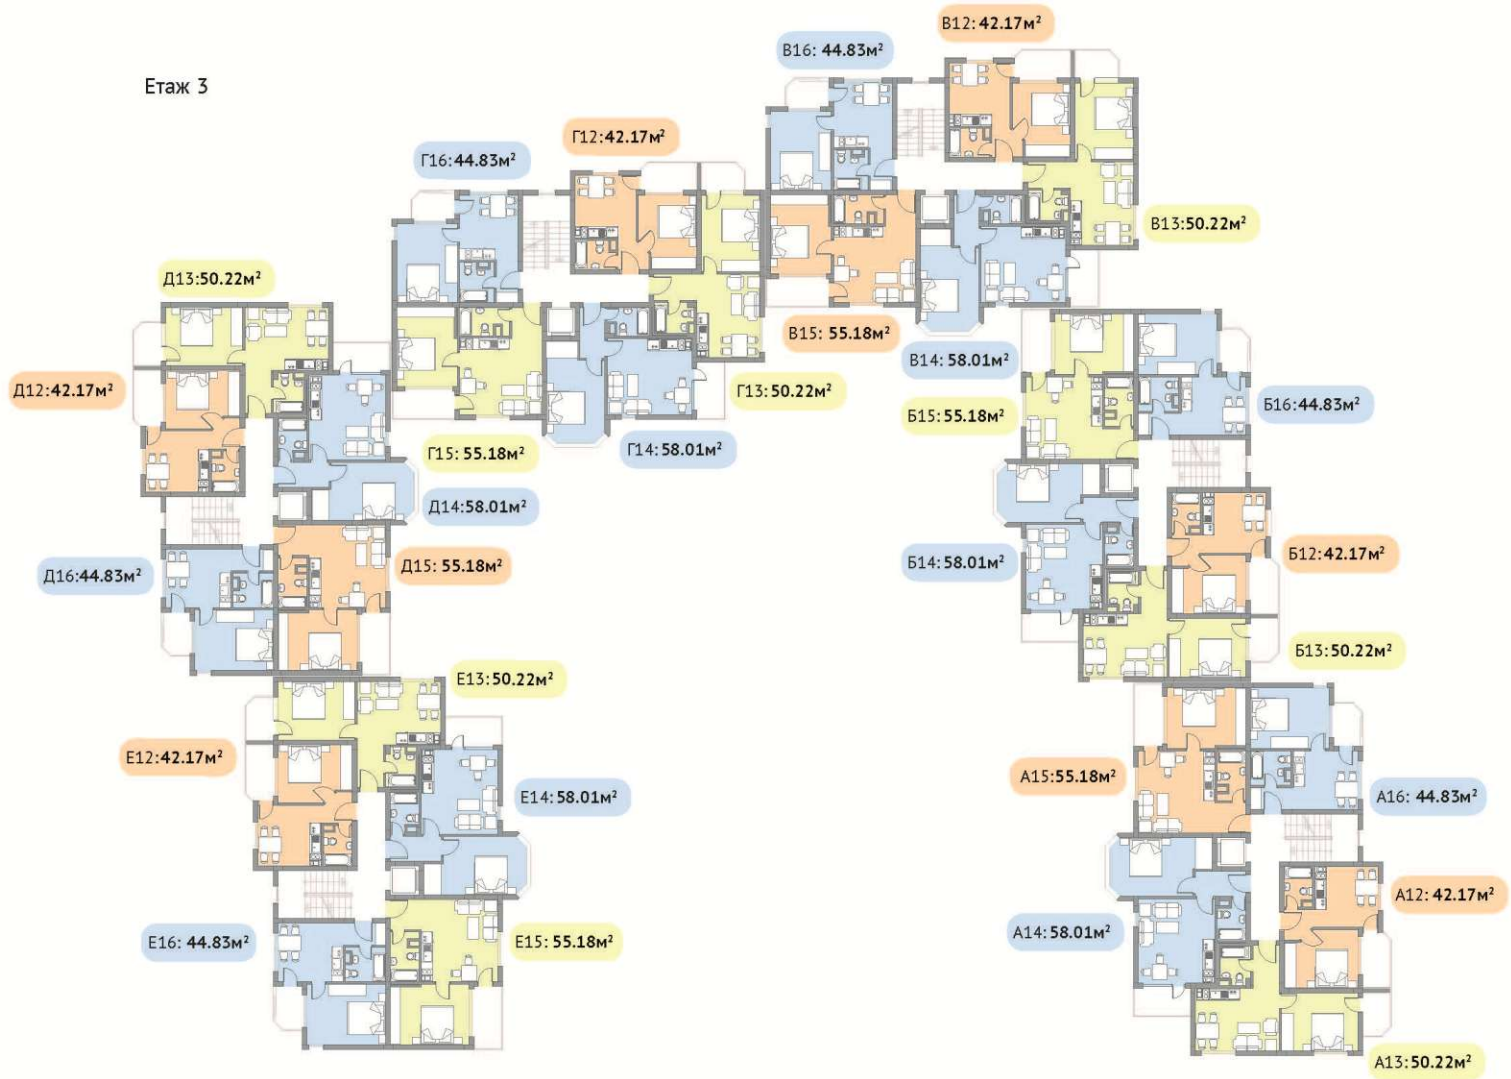 Етаж 3
В12: 42.17м²
В16: 44.83м²
Г12:42.17м²
Г16:44.83м²
В13:50.22м²
Д13:50.22м²
В15: 55.18м²
В14: 58.01м²
Д12:42.17м²
Г13:50.22м²
Б16:44.83м²
Б15:55.18м²
Г15: 55.18м²
Г14:58.01м²
Д14:58.01м²
Б12:42.17м²
Д16:44.83м²
Д15: 55.18м²
Б14:58.01м²
Б13:50.22м²
Е13:50.22м²
Е12:42.17м²
А15:55.18м²
Е14:58.01м²
А16: 44.83м²
А12: 42.17м²
Е16: 44.83м²
Е15: 55.18м²
А14:58.01м²
А13:50.22м²